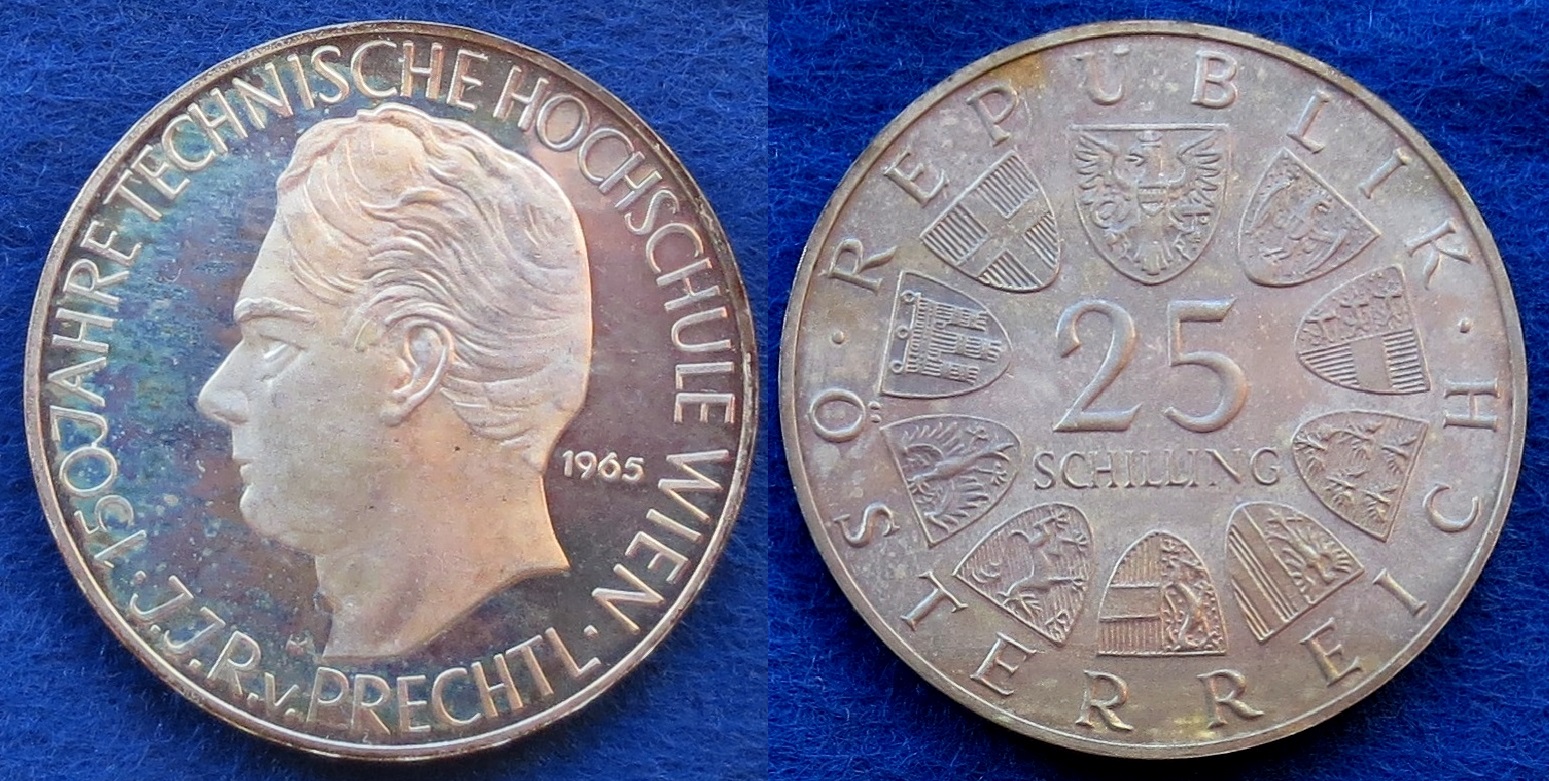 150 JAHRE TECHNISCHE HOCHSCHULE WIEN · J.J.R.v.PRECHTL ·
1965
REPUBLIK · ÖSTERREICH ·
25
SCHILLING